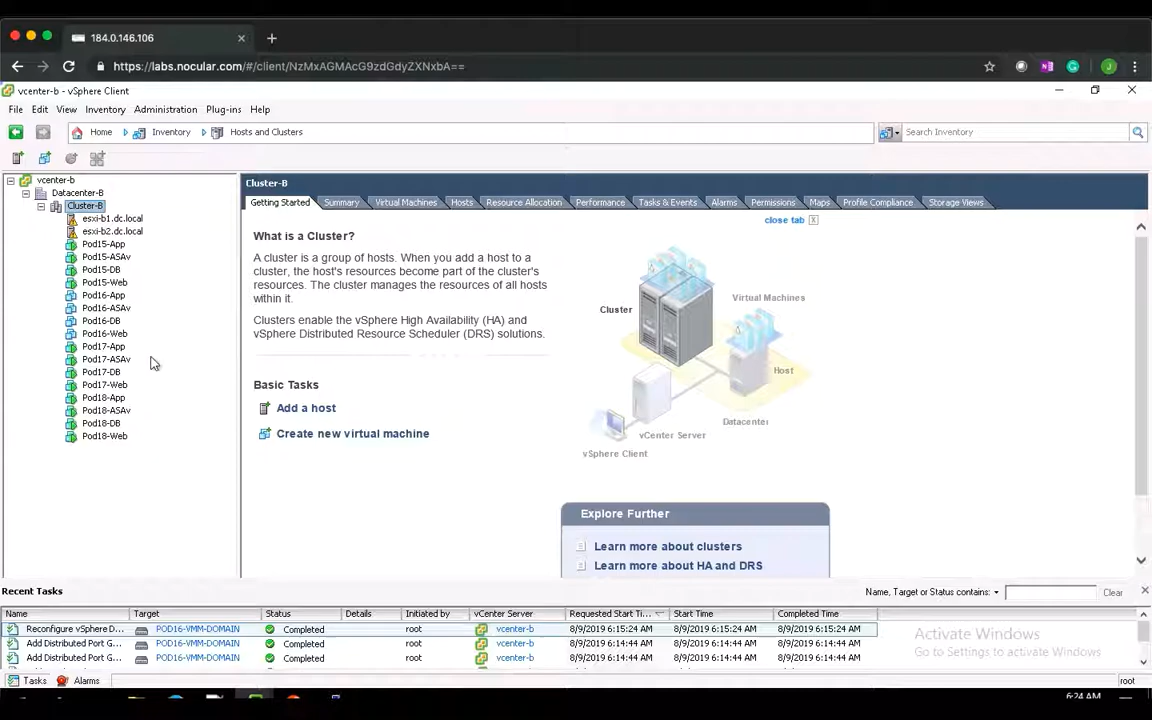 184.0.146.106
https://labs.nocular.com/#/client/NzMxAGMAcG9zdGdyZXNxbA==
vcenter-b - vSphere Client
File Edit View Inventory Administration Plug-ins Help
Home Inventory Hosts and Clusters Search Inventory
vcenter-b
Datacenter-B
Cluster-B
esxi-b1.dc.local
esxi-b2.dc.local
Pod15-App
Pod15-ASAv
Pod15-DB
Pod15-Web
Pod16-App
Pod16-ASAv
Pod16-DB
Pod16-Web
Pod17-App
Pod17-ASAv
Pod17-DB
Pod17-Web
Pod18-App
Pod18-ASAv
Pod18-DB
Pod18-Web
Cluster-B
Getting Started Summary Virtual Machines Hosts Resource Allocation Performance Tasks & Events Alarms Permissions Maps Profile Compliance Storage Views
close tab X
What is a Cluster?
A cluster is a group of hosts. When you add a host to a
cluster, the host's resources become part of the cluster's
resources. The cluster manages the resources of all hosts
within it.
Clusters enable the vSphere High Availability (HA) and
vSphere Distributed Resource Scheduler (DRS) solutions.
Basic Tasks
Add a host
Create new virtual machine
Cluster
Virtual Machines
Host
Datacenter
vCenter Server
vSphere Client
Explore Further
Learn more about clusters
Learn more about HA and DRS
Recent Tasks
Name, Target or Status contains: Clear
Name Target Status Details Initiated by vCenter Server Requested Start Ti... Start Time Completed Time
Reconfigure vSphere D... POD16-VMM-DOMAIN Completed root vcenter-b 8/9/2019 6:15:24 AM 8/9/2019 6:15:24 AM 8/9/2019 6:15:24 AM
Add Distributed Port G... POD16-VMM-DOMAIN Completed root vcenter-b 8/9/2019 6:14:44 AM 8/9/2019 6:14:44 AM 8/9/2019 6:14:44 AM
Add Distributed Port G... POD16-VMM-DOMAIN Completed root vcenter-b 8/9/2019 6:14:44 AM 8/9/2019 6:14:44 AM 8/9/2019 6:14:44 AM
Activate Windows
Go to Settings to activate Windows
Tasks Alarms root
6:24 AM